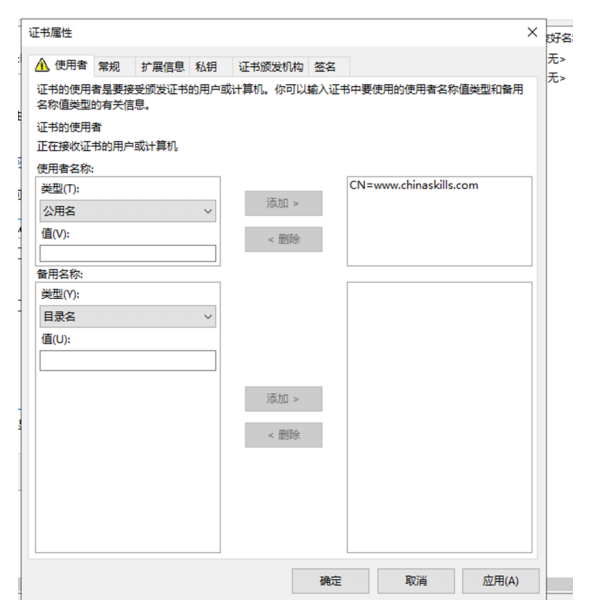 证书属性
使用者 常规 扩展信息 私钥 证书颁发机构 签名
证书的使用者是要接受颁发证书的用户或计算机。你可以输入证书中要使用的使用者名称值类型和备用
名称值类型的有关信息。
证书的使用者
正在接收证书的用户或计算机
使用者名称:
类型(T):
公用名
值(V):
添加 >
< 删除
CN=www.chinaskills.com
备用名称:
类型(Y):
目录名
值(U):
添加 >
< 删除
确定 取消 应用(A)
无>
无>